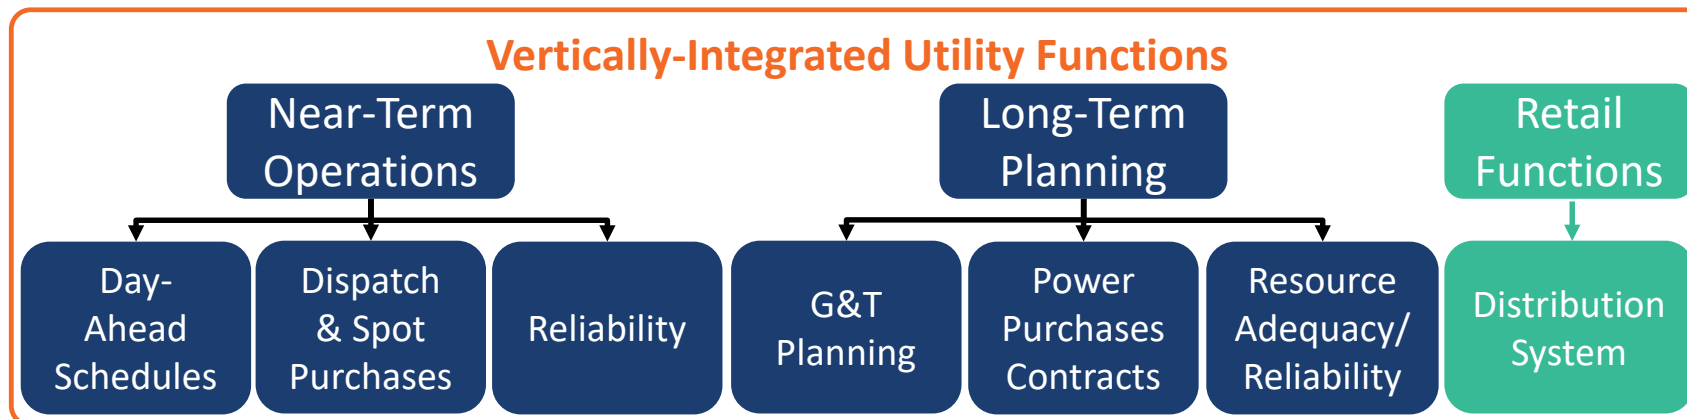 Vertically-Integrated Utility Functions
Near-Term
Operations
Long-Term
Planning
Retail
Functions
Day-
Ahead
Schedules
Dispatch
& Spot
Purchases
Reliability
G&T
Planning
Power
Purchases
Contracts
Resource
Adequacy/
Reliability
Distribution
System